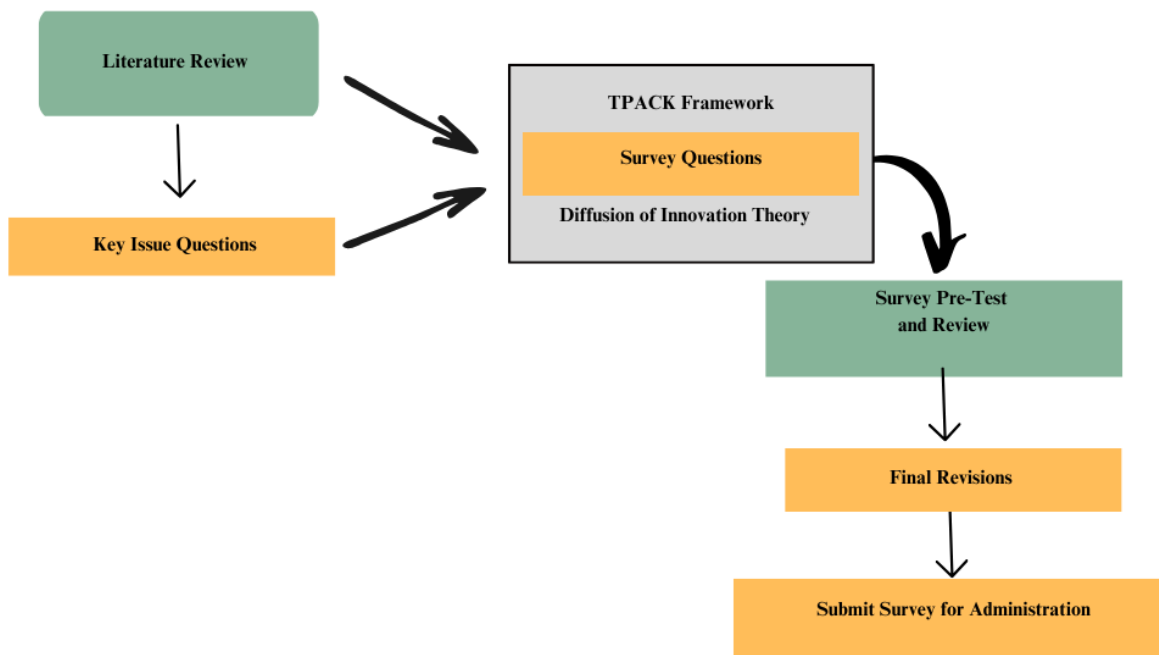 Literature Review
Key Issue Questions
TPACK Framework
Survey Questions
Diffusion of Innovation Theory
Survey Pre-Test
and Review
Final Revisions
Submit Survey for Administration